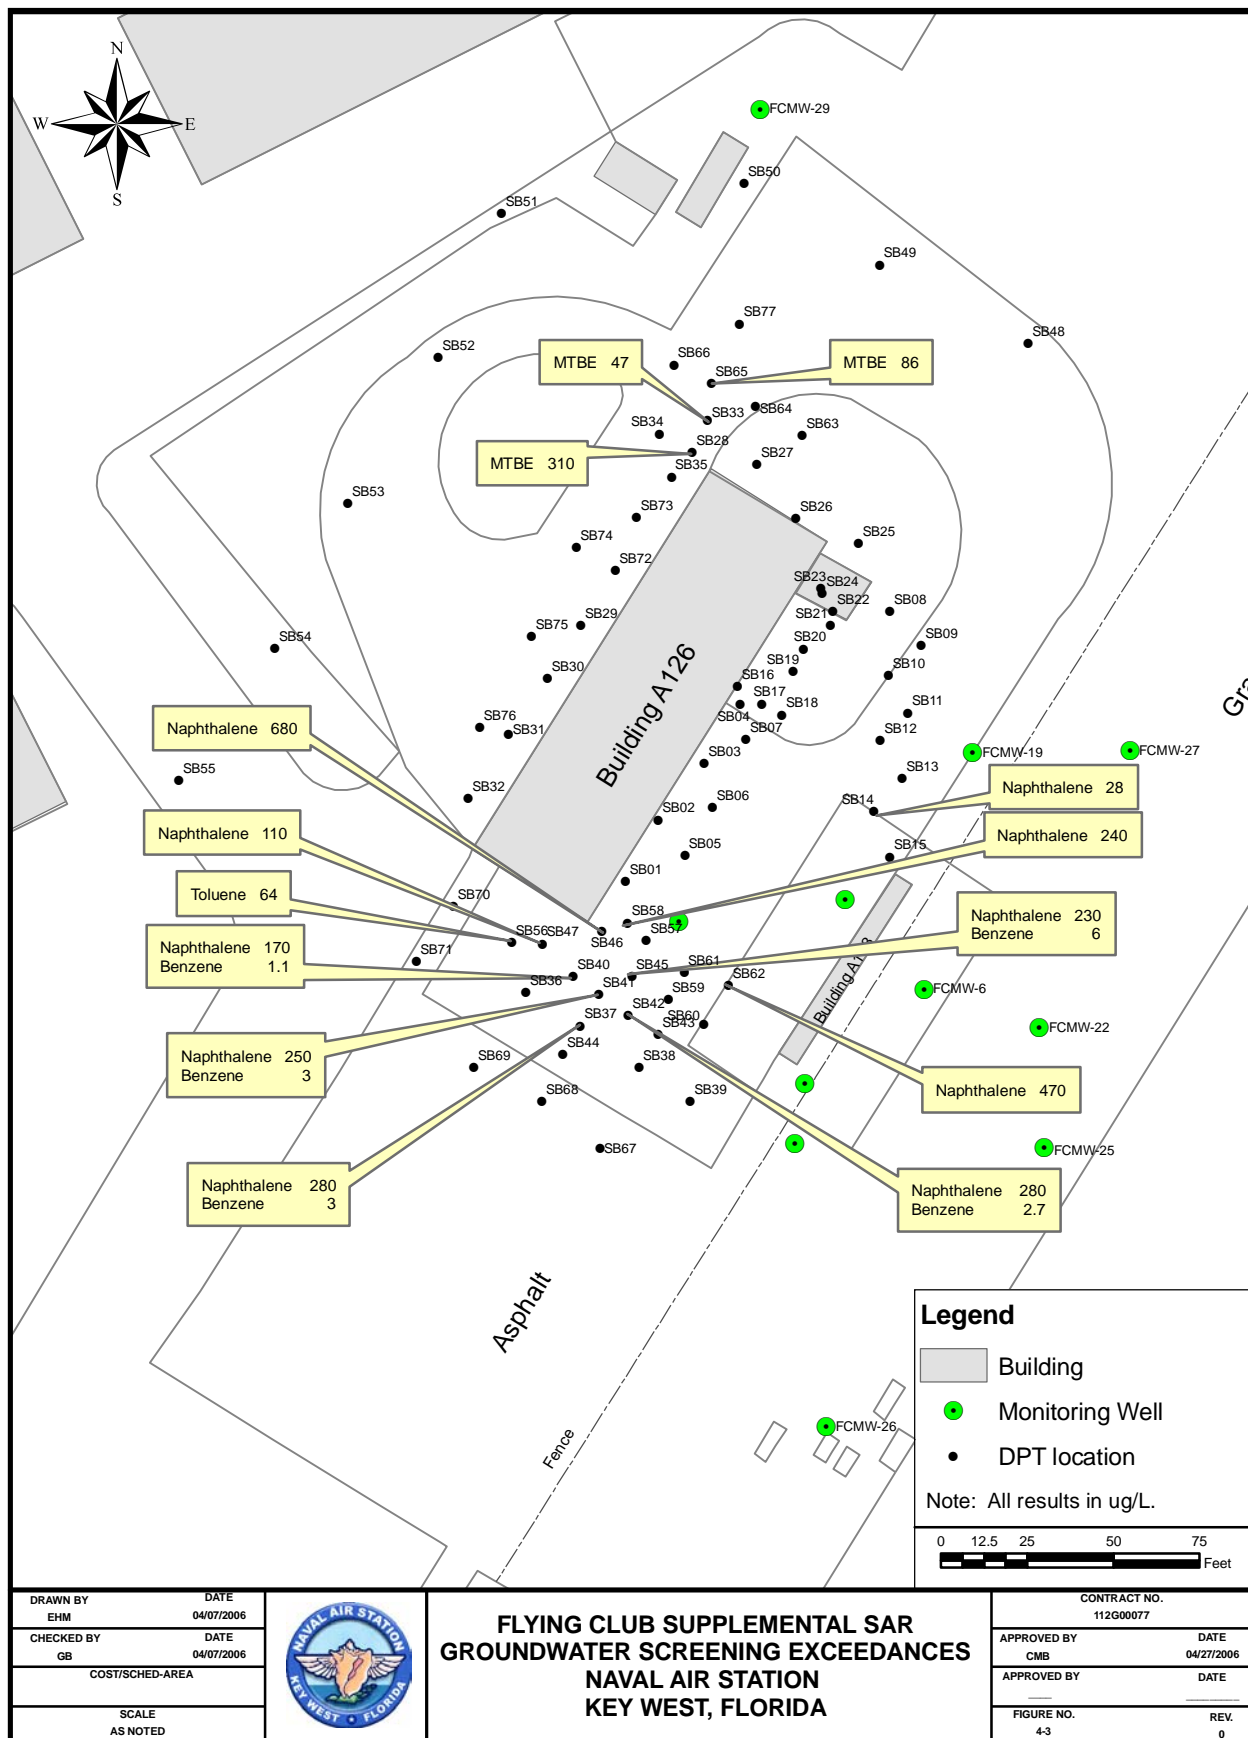 N
W
E
S
FCMW-29
SB50
SB51
SB49
SB77
SB48
SB52
SB66
MTBE 47
MTBE 86
SB65
SB64
SB33
SB34
SB63
SB28
MTBE 310
SB27
SB35
SB53
SB73
SB26
SB74
SB25
SB72
SB23
SB24
SB22
SB08
SB29
SB21
SB75
SB54
SB20
SB09
SB30
SB19
SB10
SB16
Building A126
SB17
SB04
SB18
SB11
Gra
Naphthalene 680
SB76
SB31
SB07
SB12
FCMW-19
FCMW-27
SB03
SB55
SB13
Naphthalene 28
SB32
SB06
SB14
SB02
Naphthalene 110
Naphthalene 240
SB05
SB15
SB01
Toluene 64
SB70
SB58
Naphthalene 230
Benzene 6
SB56
SB47
SB46
SB57
Naphthalene 170
Benzene 1.1
SB71
SB40
SB45
SB61
SB36
SB41
SB62
SB59
FCMW-6
Building A1
SB42
SB60
SB37
SB43
FCMW-22
Naphthalene 250
Benzene 3
SB44
SB69
SB38
Naphthalene 470
SB68
SB39
SB67
FCMW-25
Naphthalene 280
Benzene 3
Naphthalene 280
Benzene 2.7
Asphalt
Fence
FCMW-26
Legend
Building
Monitoring Well
DPT location
Note: All results in ug/L.
0 12.5 25 50 75
Feet
DRAWN BY DATE
EHM 04/07/2006
CHECKED BY DATE
GB 04/07/2006
COST/SCHED-AREA
SCALE
AS NOTED
NAVAL AIR STATION
KEY WEST FLORIDA
FLYING CLUB SUPPLEMENTAL SAR
GROUNDWATER SCREENING EXCEEDANCES
NAVAL AIR STATION
KEY WEST, FLORIDA
CONTRACT NO.
112G00077
APPROVED BY DATE
CMB 04/27/2006
APPROVED BY DATE
FIGURE NO. REV.
4-3 0